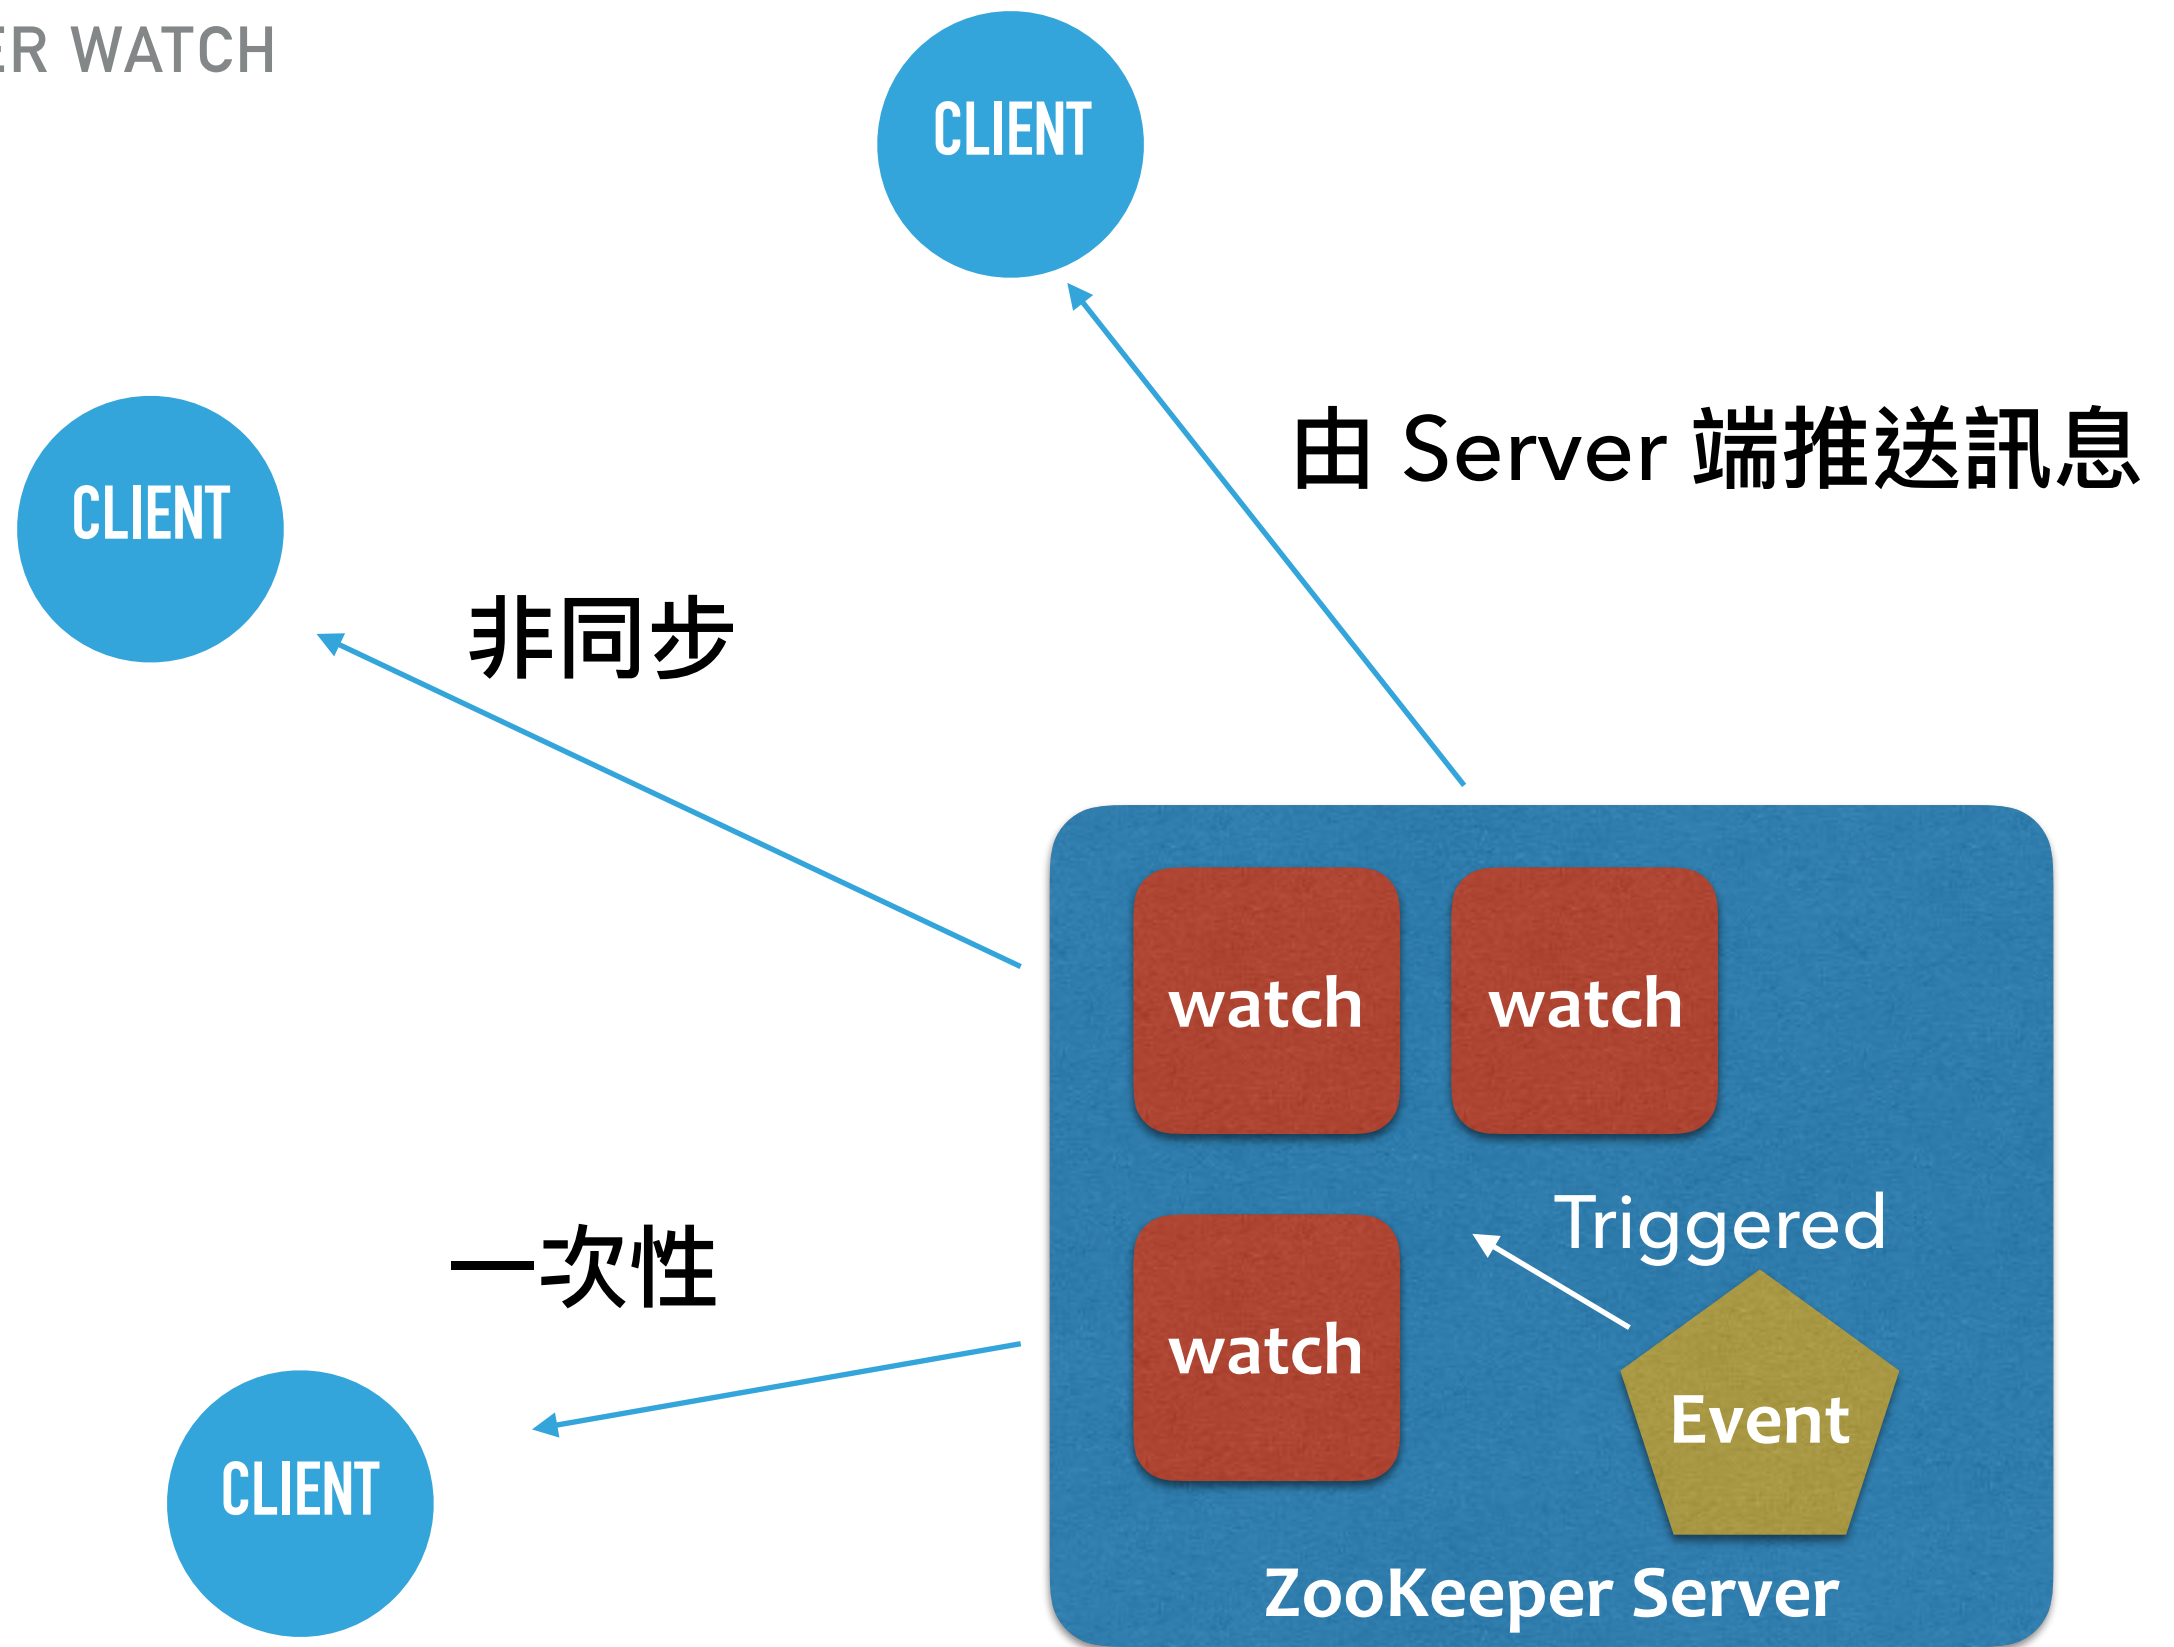 ER WATCH
CLIENT
由 Server 端推送訊息
CLIENT
非同步
watch
watch
Triggered
一次性
watch
Event
CLIENT
ZooKeeper Server